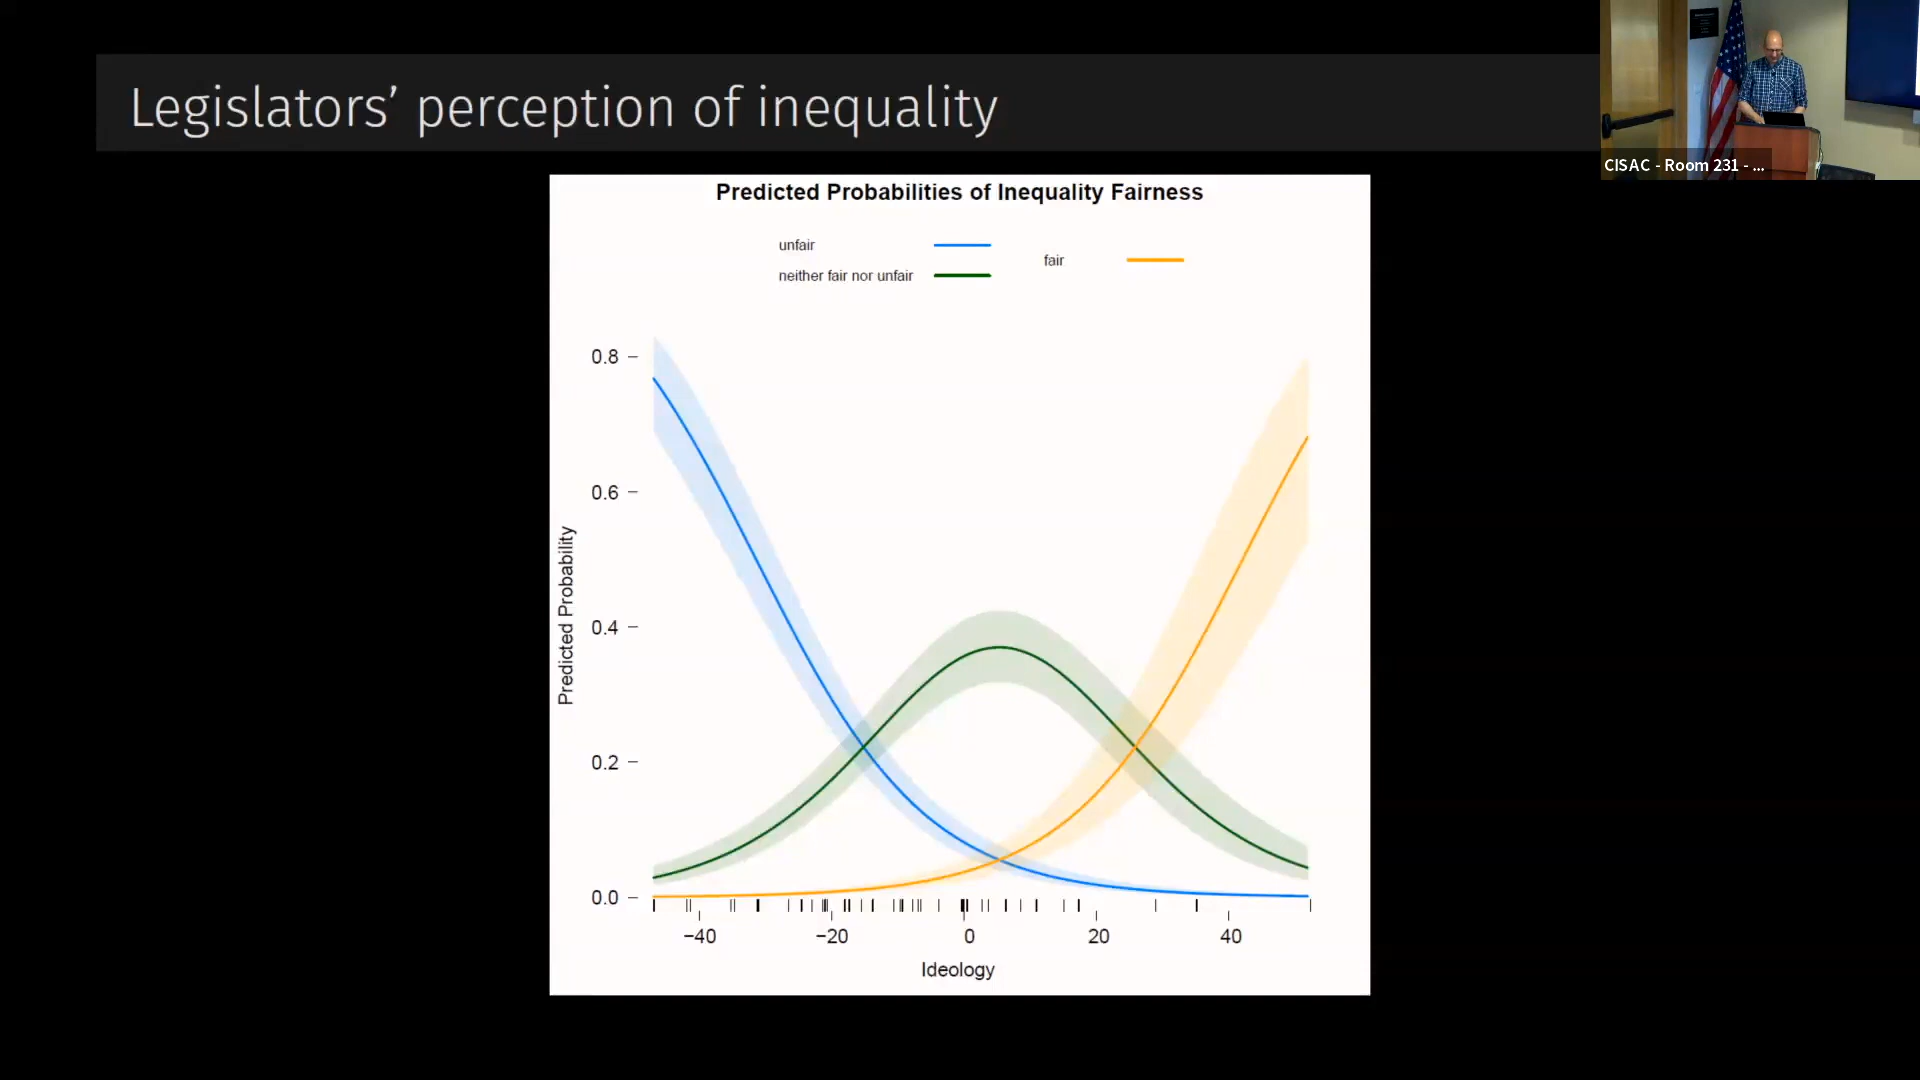 Legislators’ perception of inequality
CISAC - Room 231 - ...
Predicted Probabilities of Inequality Fairness
unfair
neither fair nor unfair
fair
Predicted Probability
0.8
0.6
0.4
0.2
0.0
−40 −20 0 20 40
Ideology